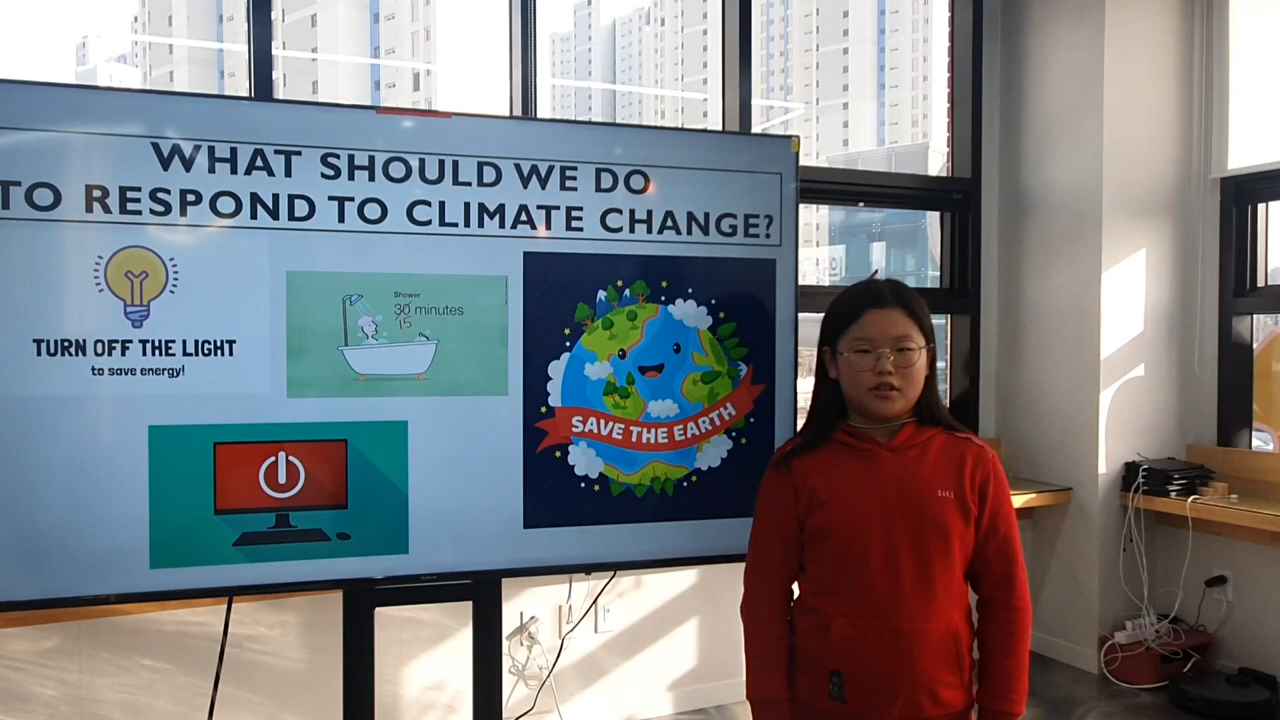 WHAT SHOULD WE DO
TO RESPOND TO CLIMATE CHANGE?
TURN OFF THE LIGHT
to save energy!
Shower
30 minutes
15
SAVE THE EARTH